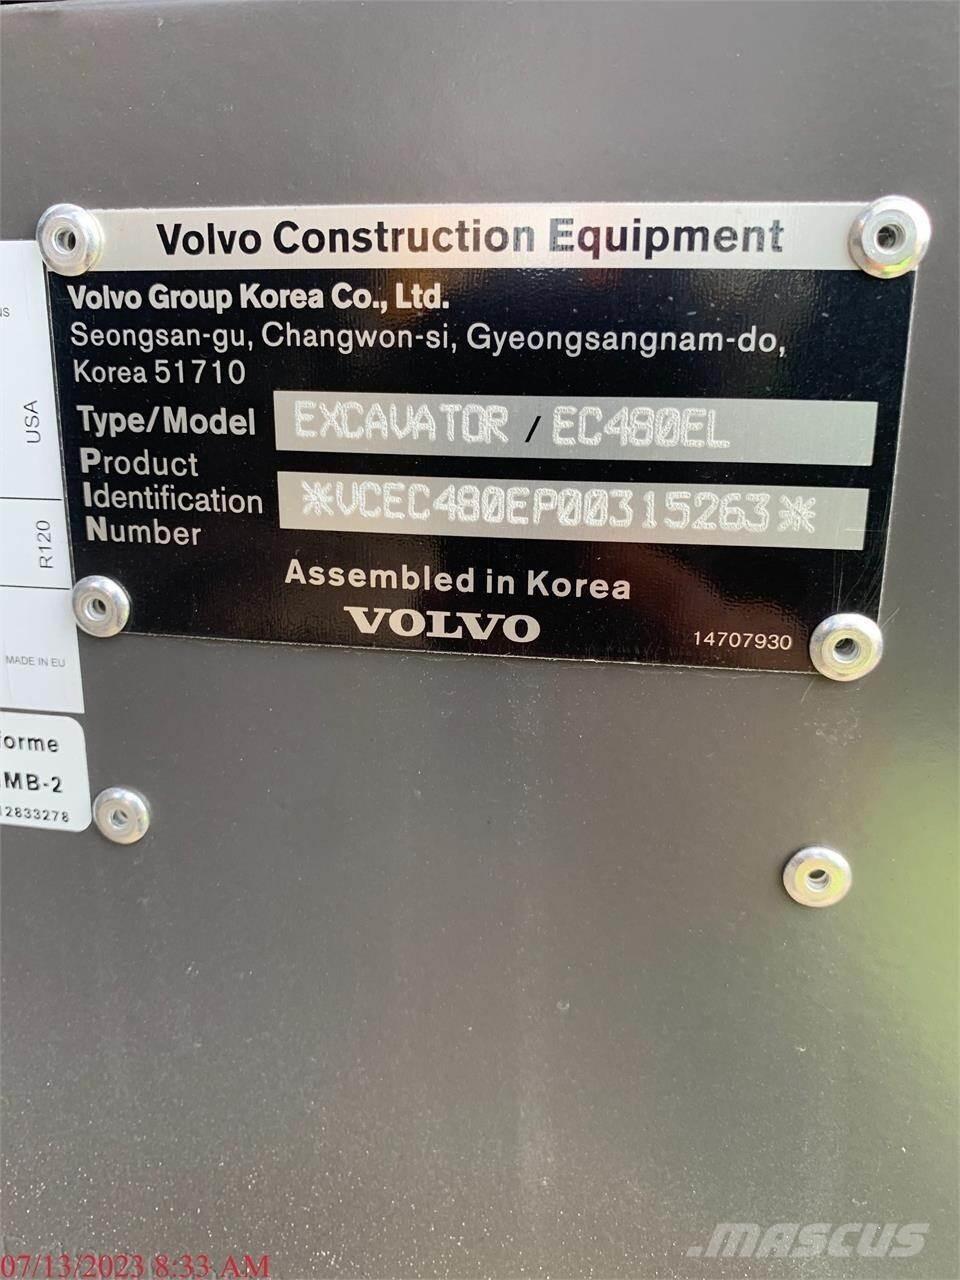 Volvo Construction Equipment
Volvo Group Korea Co., Ltd.
Seongsan-gu, Changwon-si, Gyeongsangnam-do,
Korea 51710
Type/Model EXCAVATOR / EC480EL
Product
Identification *VCEC480EP00315263*
Number
Assembled in Korea
VOLVO
14707930
USA
R120
MADE IN EU
MB-2
12833278
07/13/2023 8:33 AM
MASCUS